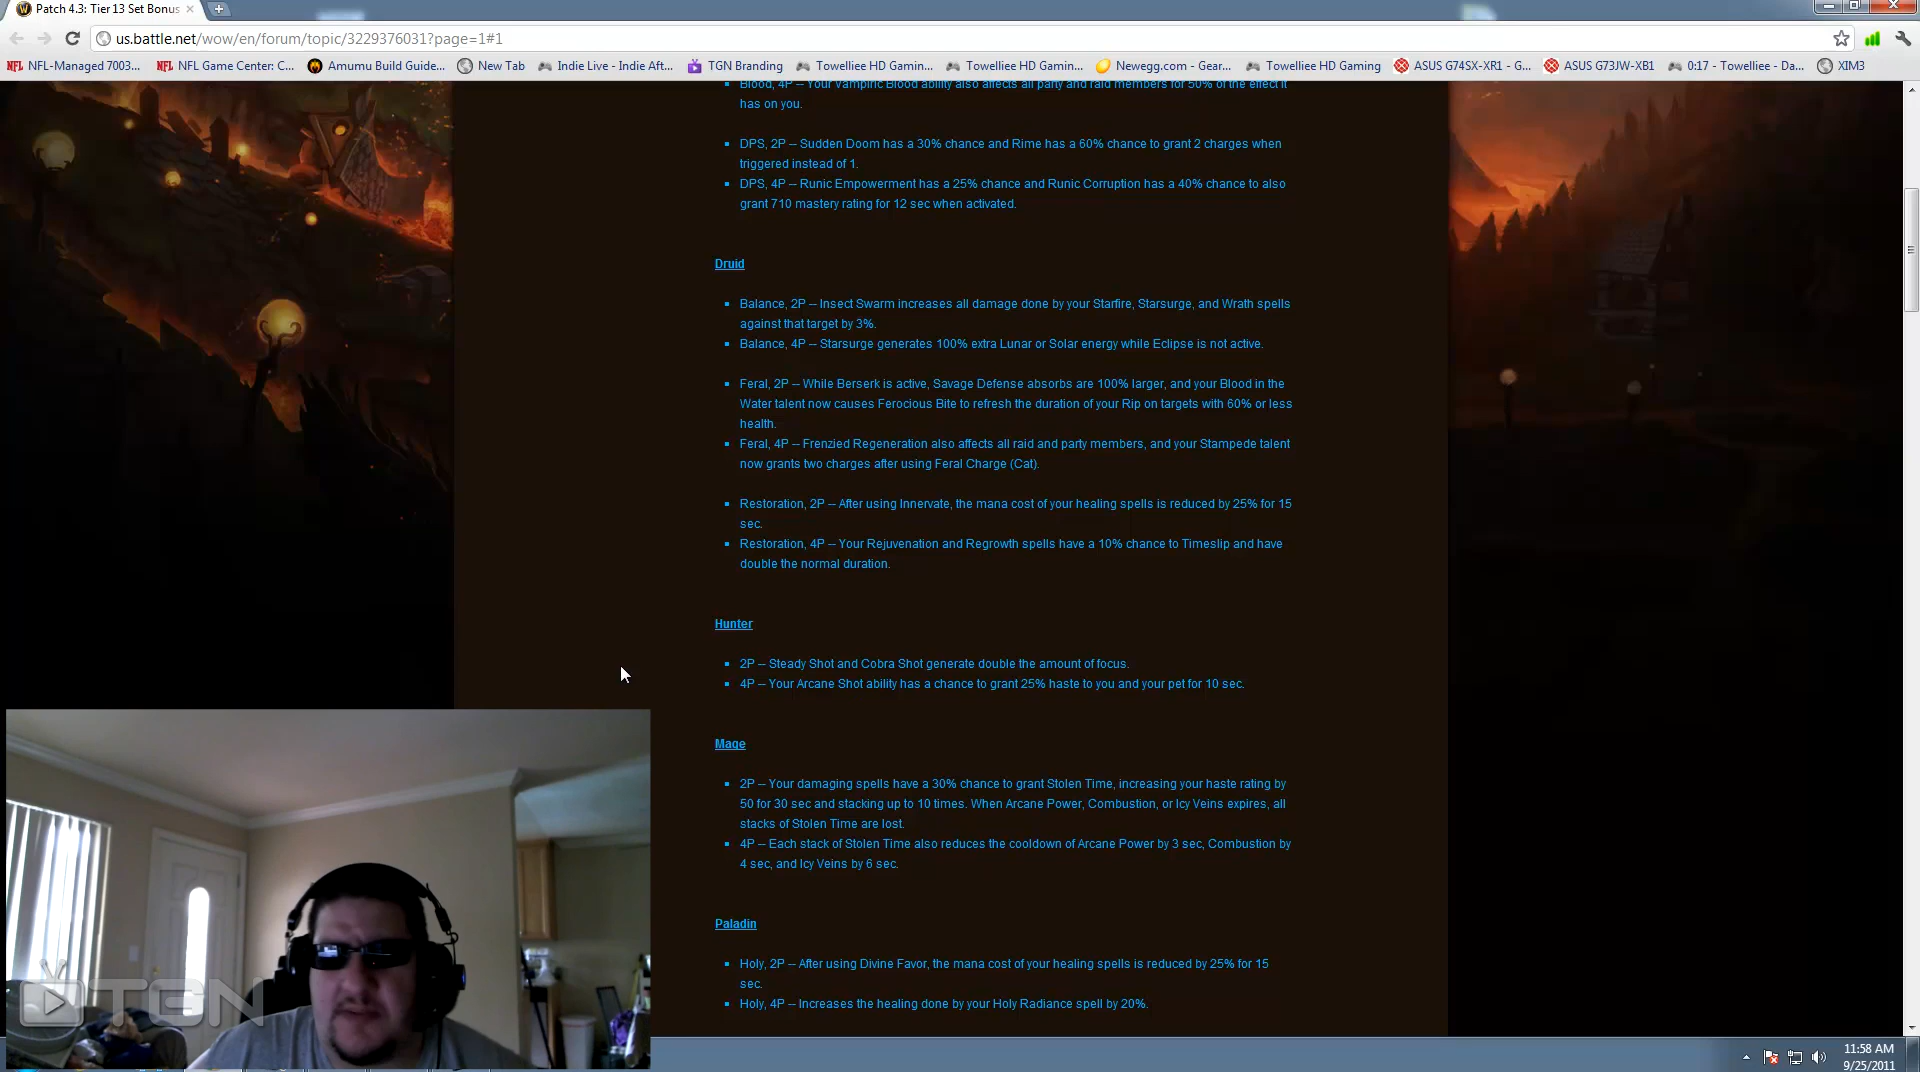 Patch 4.3: Tier 13 Set Bonus
us.battle.net/wow/en/forum/topic/3229376031?page=1#1
NFL-Managed 7003... NFL Game Center: C... Amumu Build Guide... New Tab Indie Live - Indie Aft... TGN Branding Towelliee HD Gamin... Towelliee HD Gamin... Newegg.com - Gear... Towelliee HD Gaming ASUS G74SX-XR1 - G... ASUS G73JW-XB1 0:17 - Towelliee - Da... XIM3
Blood, 4P -- Your Vampiric Blood ability also affects all party and raid members for 50% of the effect it
has on you.
DPS, 2P -- Sudden Doom has a 30% chance and Rime has a 60% chance to grant 2 charges when
triggered instead of 1.
DPS, 4P -- Runic Empowerment has a 25% chance and Runic Corruption has a 40% chance to also
grant 710 mastery rating for 12 sec when activated.
Druid
Balance, 2P -- Insect Swarm increases all damage done by your Starfire, Starsurge, and Wrath spells
against that target by 3%.
Balance, 4P -- Starsurge generates 100% extra Lunar or Solar energy while Eclipse is not active.
Feral, 2P -- While Berserk is active, Savage Defense absorbs are 100% larger, and your Blood in the
Water talent now causes Ferocious Bite to refresh the duration of your Rip on targets with 60% or less
health.
Feral, 4P -- Frenzied Regeneration also affects all raid and party members, and your Stampede talent
now grants two charges after using Feral Charge (Cat).
Restoration, 2P -- After using Innervate, the mana cost of your healing spells is reduced by 25% for 15
sec.
Restoration, 4P -- Your Rejuvenation and Regrowth spells have a 10% chance to Timeslip and have
double the normal duration.
Hunter
2P -- Steady Shot and Cobra Shot generate double the amount of focus.
4P -- Your Arcane Shot ability has a chance to grant 25% haste to you and your pet for 10 sec.
Mage
2P -- Your damaging spells have a 30% chance to grant Stolen Time, increasing your haste rating by
50 for 30 sec and stacking up to 10 times. When Arcane Power, Combustion, or Icy Veins expires, all
stacks of Stolen Time are lost.
4P -- Each stack of Stolen Time also reduces the cooldown of Arcane Power by 3 sec, Combustion by
4 sec, and Icy Veins by 6 sec.
Paladin
Holy, 2P -- After using Divine Favor, the mana cost of your healing spells is reduced by 25% for 15
sec.
Holy, 4P -- Increases the healing done by your Holy Radiance spell by 20%.
TGN
11:58 AM
9/25/2011